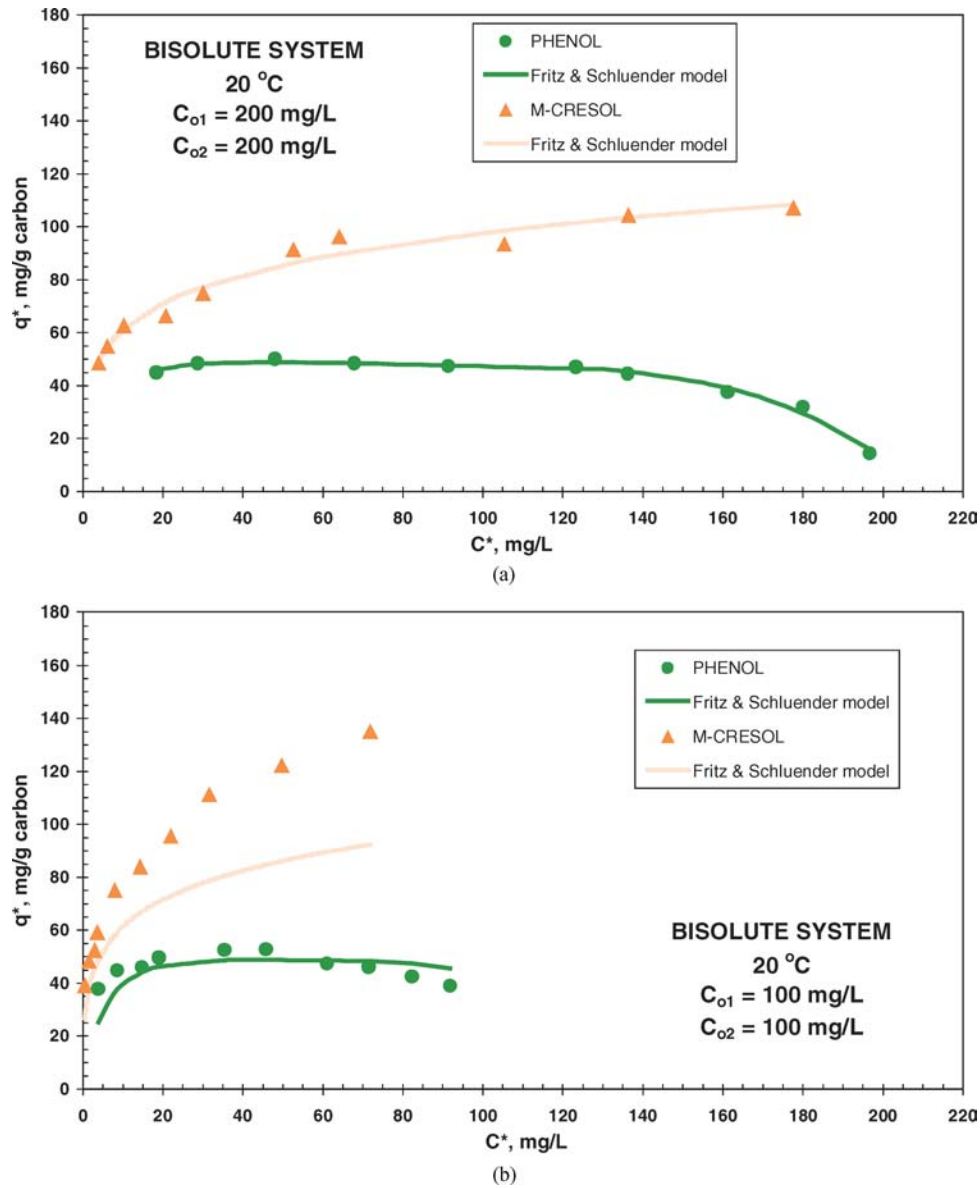 180
160
140
120
100
80
60
40
20
0
q*, mg/g carbon
BISOLUTE SYSTEM
20 °C
Co1 = 200 mg/L
Co2 = 200 mg/L
PHENOL
Fritz & Schluender model
M-CRESOL
Fritz & Schluender model
0 20 40 60 80 100 120 140 160 180 200 220
C*, mg/L
(a)
180
160
140
120
100
80
60
40
20
0
q*, mg/g carbon
PHENOL
Fritz & Schluender model
M-CRESOL
Fritz & Schluender model
BISOLUTE SYSTEM
20 °C
Co1 = 100 mg/L
Co2 = 100 mg/L
0 20 40 60 80 100 120 140 160 180 200 220
C*, mg/L
(b)